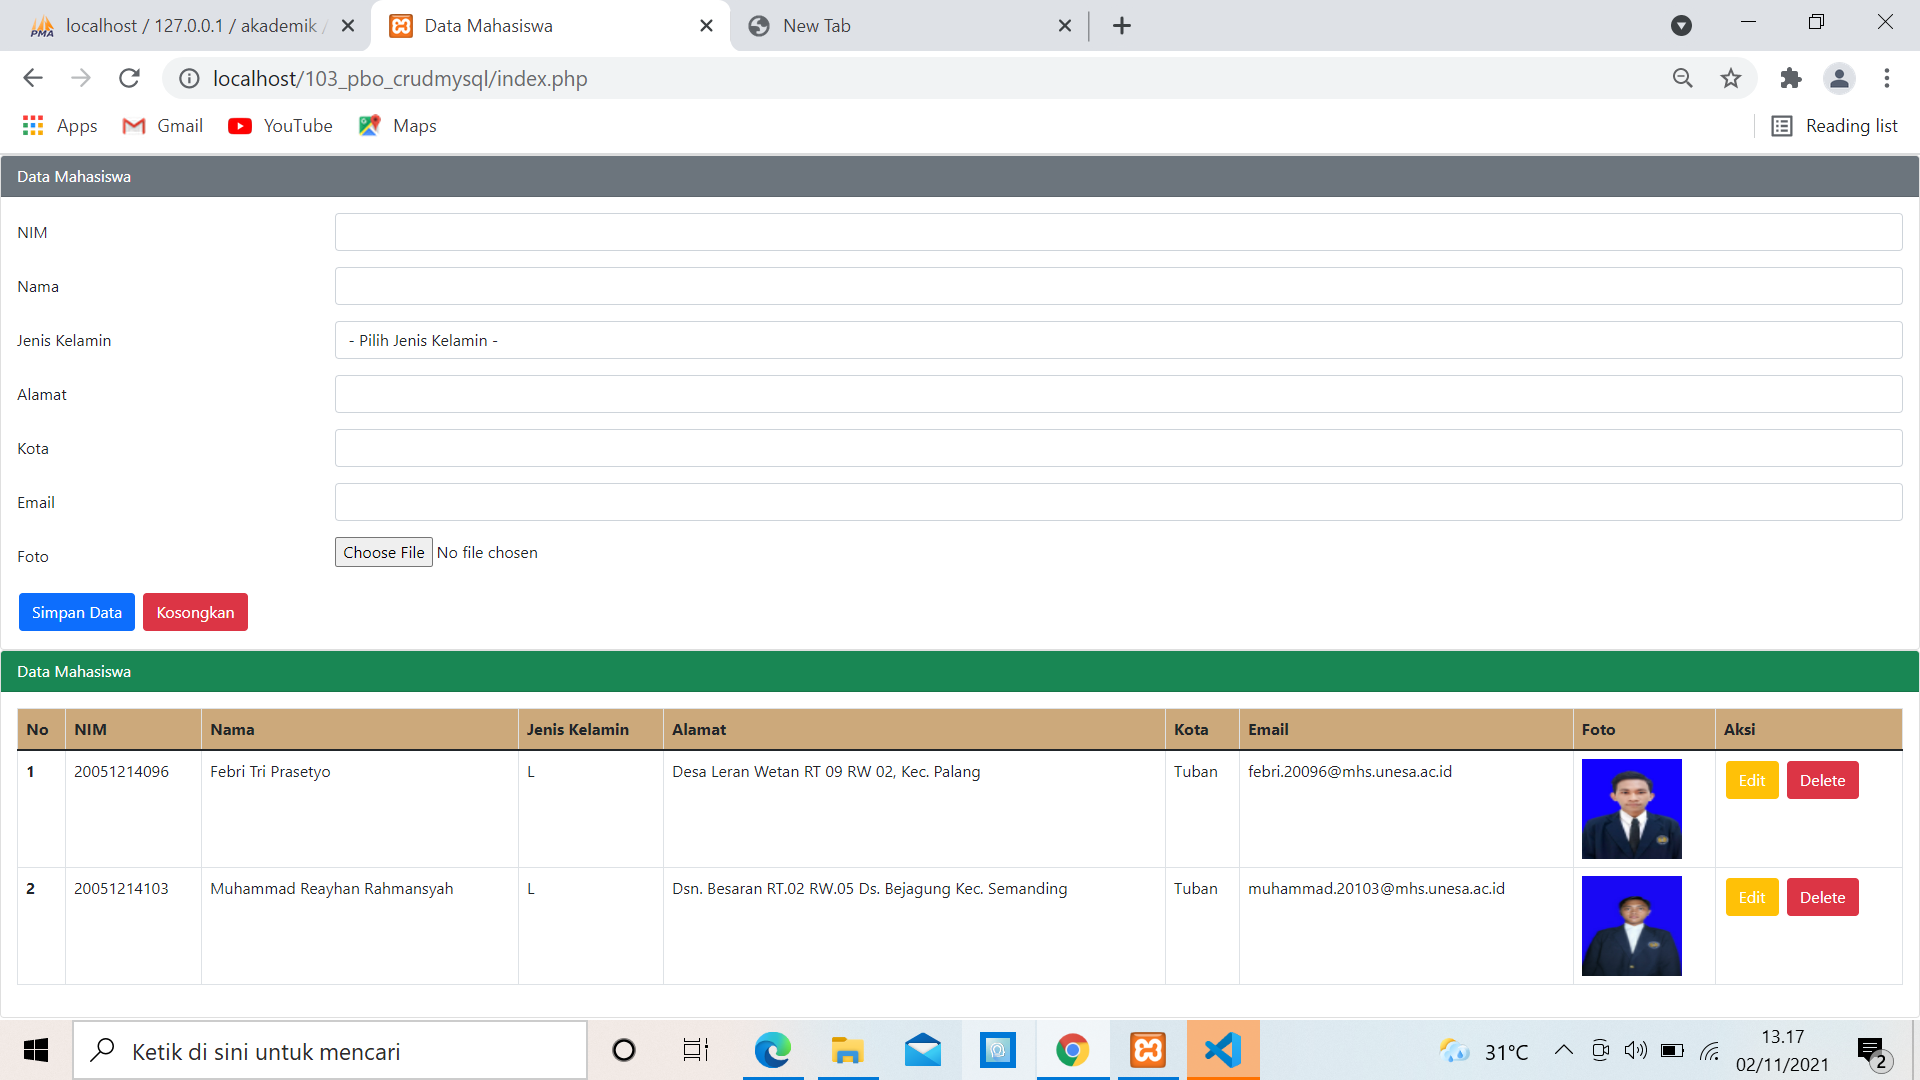 localhost / 127.0.0.1 / akademik /
Data Mahasiswa
New Tab
localhost/103_pbo_crudmysql/index.php
Apps
Gmail
YouTube
Maps
Reading list
Data Mahasiswa
NIM
Nama
Jenis Kelamin - Pilih Jenis Kelamin -
Alamat
Kota
Email
Foto Choose File No file chosen
Simpan Data Kosongkan
Data Mahasiswa
No NIM Nama Jenis Kelamin Alamat Kota Email Foto Aksi
1 20051214096 Febri Tri Prasetyo L Desa Leran Wetan RT 09 RW 02, Kec. Palang Tuban febri.20096@mhs.unesa.ac.id Edit Delete
2 20051214103 Muhammad Reayhan Rahmansyah L Dsn. Besaran RT.02 RW.05 Ds. Bejagung Kec. Semanding Tuban muhammad.20103@mhs.unesa.ac.id Edit Delete
Ketik di sini untuk mencari
31°C
13.17
02/11/2021
2